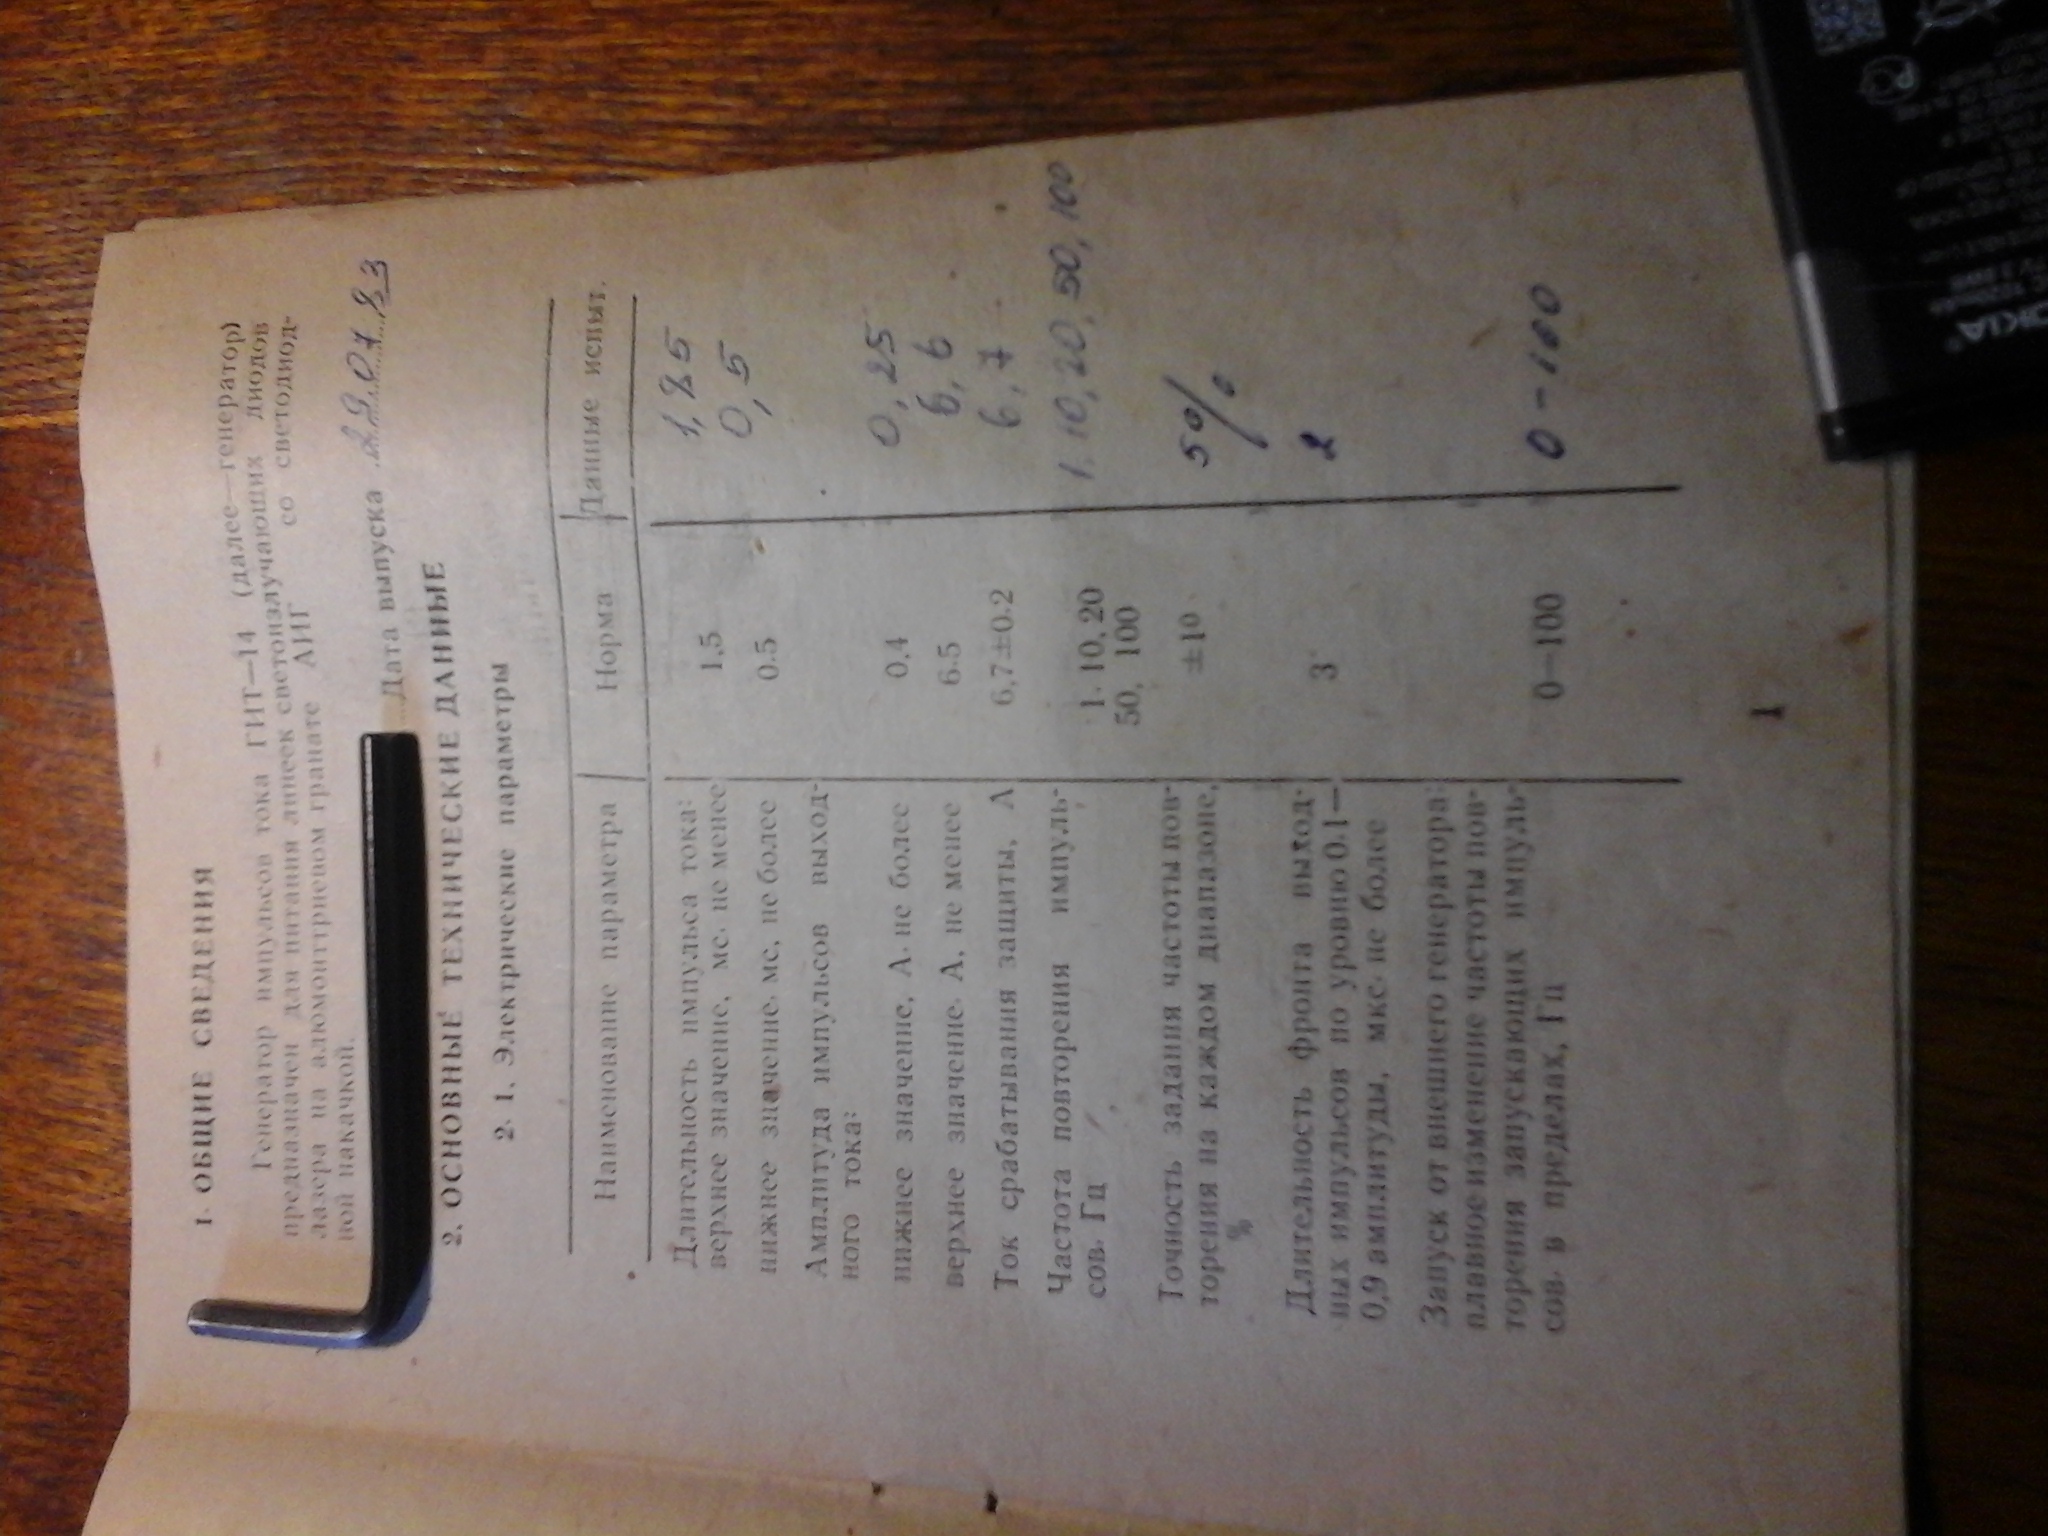 1. ОБЩИЕ СВЕДЕНИЯ
Генератор импульсов тока ГИТ—14 (далее—генератор)
предназначен для питания линеек светоизлучающих диодов
лазера на алюмоиттриевом гранате АИГ со светодиод-
ной накачкой.
Дата выпуска 22.07.83
2. ОСНОВНЫЕ ТЕХНИЧЕСКИЕ ДАННЫЕ
2. 1. Электрические параметры
Наименование параметра Норма Данные испыт.
Длительность импульса тока:
верхнее значение, мс. не менее 1,5 1,85
нижнее значение. мс, не более 0.5 0,5
Амплитуда импульсов выход-
ного тока:
нижнее значение, А. не более 0,4 0,25
верхнее значение. А, не менее 6.5 6,6
Ток срабатывания защиты, А 6,7±0.2 6,7
Частота повторения импуль- 1. 10, 20 1, 10, 20, 50, 100
сов. Гц 50, 100
Точность задания частоты пов- ±10 5%
торения на каждом диапазоне,
%
Длительность фронта выход-
ных импульсов по уровню 0.1— 3 2
0,9 амплитуды, мкс. не более
Запуск от внешнего генератора:
плавное изменение частоты пов-
торения запускающих импуль-
сов. в пределах, Гц 0—100 0-100
1